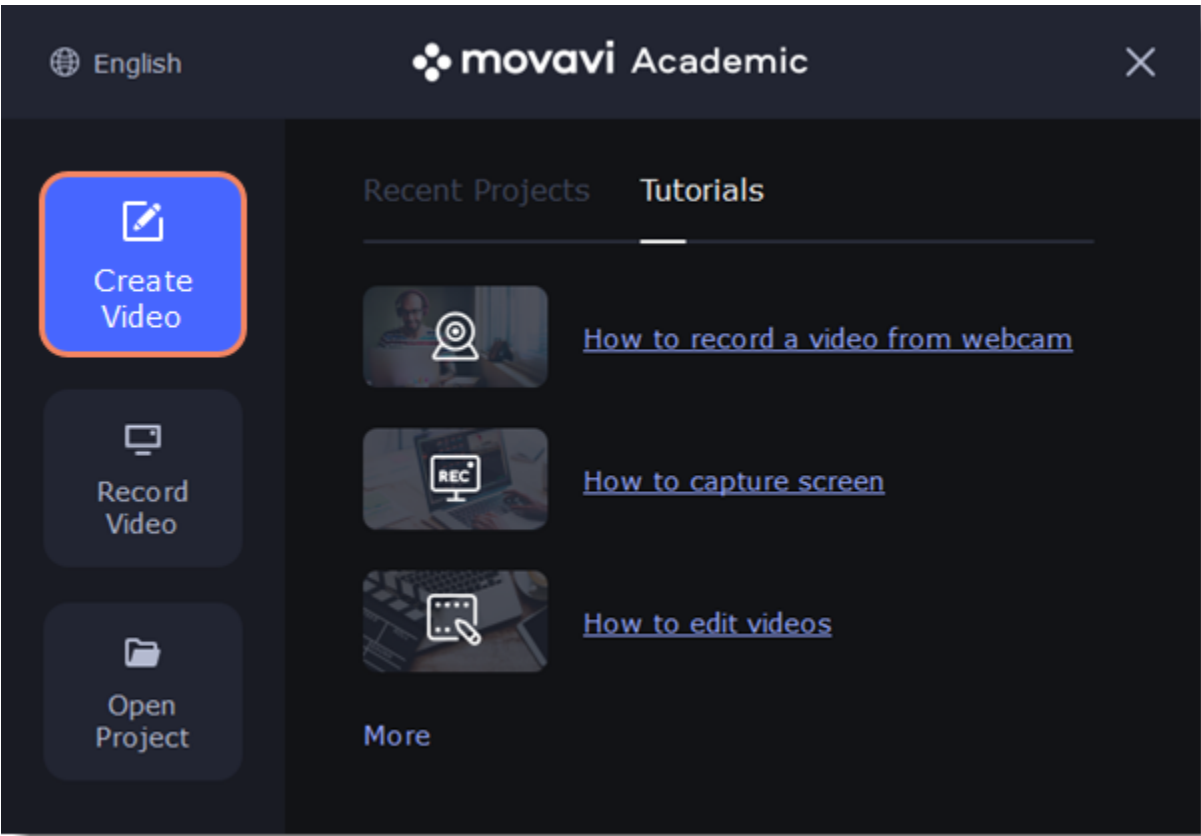 English
movavi Academic
Recent Projects
Tutorials
Create
Video
How to record a video from webcam
REC
How to capture screen
Record
Video
How to edit videos
Open
Project
More